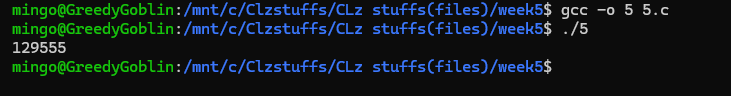 mingo@GreedyGoblin:/mnt/c/Clzstuffs/CLz stuffs(files)/week5$ gcc -o 5 5.c
mingo@GreedyGoblin:/mnt/c/Clzstuffs/CLz stuffs(files)/week5$ ./5
129555
mingo@GreedyGoblin:/mnt/c/Clzstuffs/CLz stuffs(files)/week5$